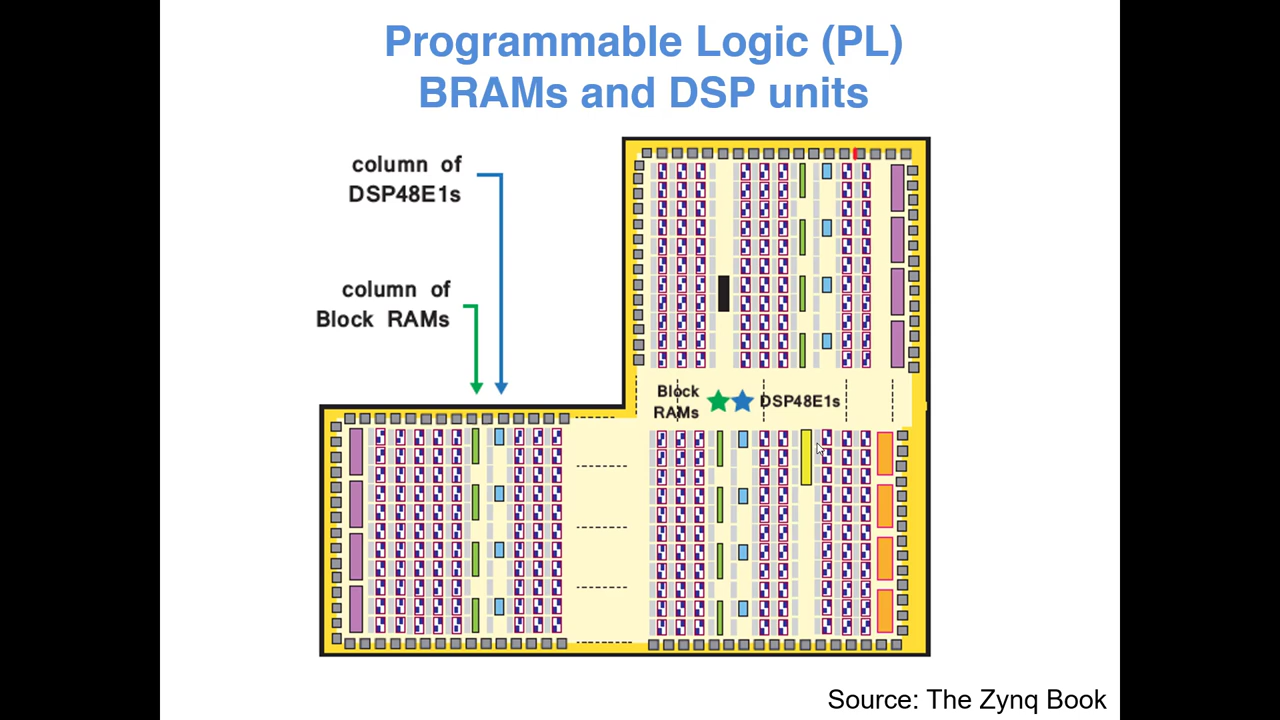 Programmable Logic (PL)
BRAMs and DSP units
column of
DSP48E1s
column of
Block RAMs
Block
RAMs
DSP48E1s
Source: The Zynq Book